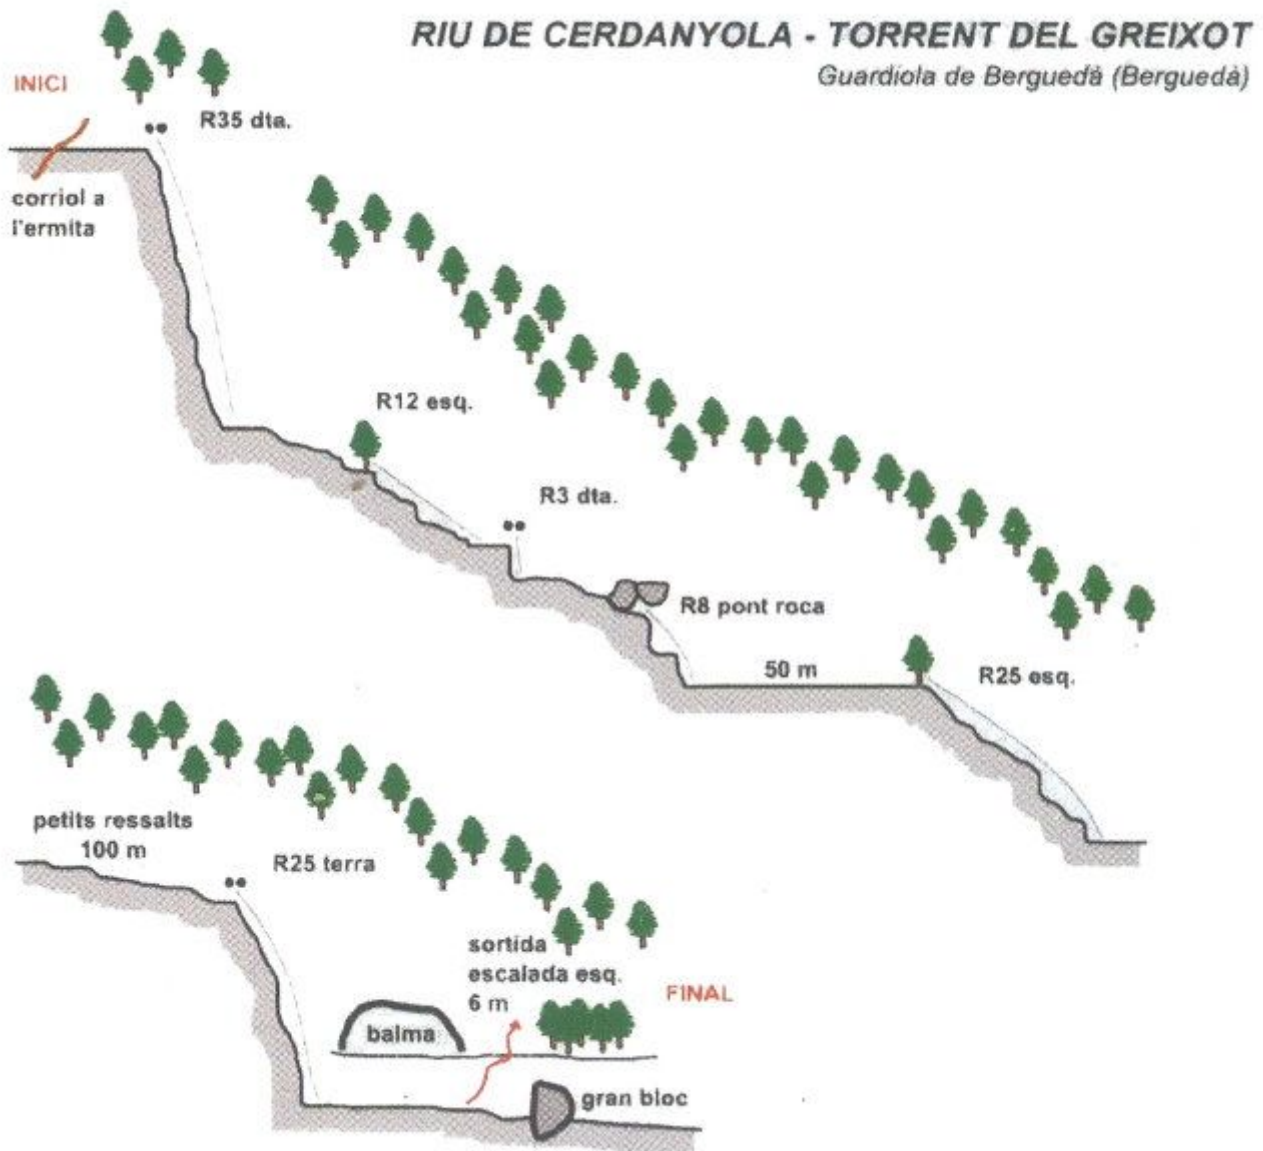 RIU DE CERDANYOLA - TORRENT DEL GREIXOT
Guardiola de Berguedà (Berguedà)
INICI
R35 dta.
corriol a
l'ermita
R12 esq.
R3 dta.
R8 pont roca
50 m
R25 esq.
petits ressalts
100 m
R25 terra
sortida
escalada esq.
6 m
FINAL
balma
gran bloc